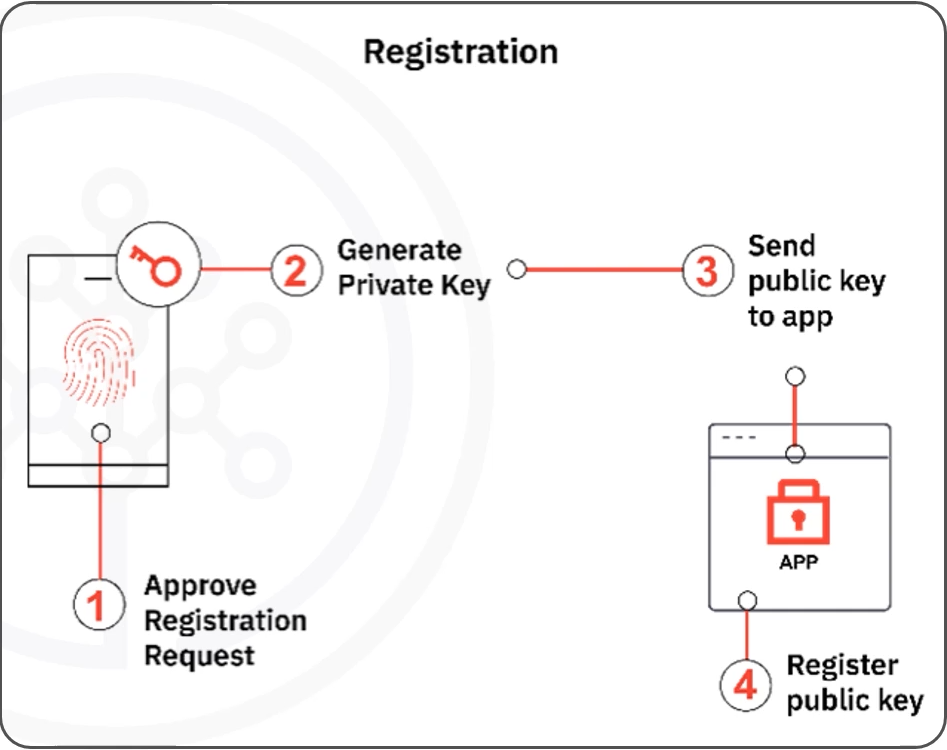 Registration
2
Generate
Private Key
3
Send
public key
to app
APP
1
Approve
Registration
Request
4
Register
public key